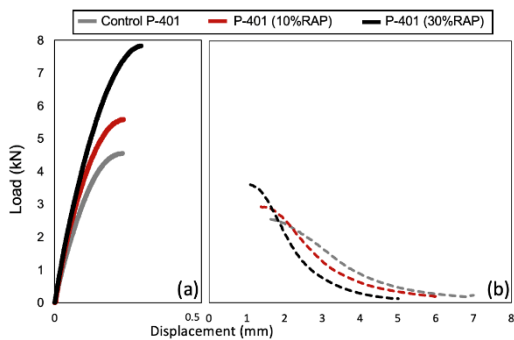 Control P-401 P-401 (10%RAP) P-401 (30%RAP)
8
7
6
5
4
3
2
1
0
Load (kN)
(a) (b)
0 0.5 0 1 2 3 4 5 6 7 8
Displacement (mm)